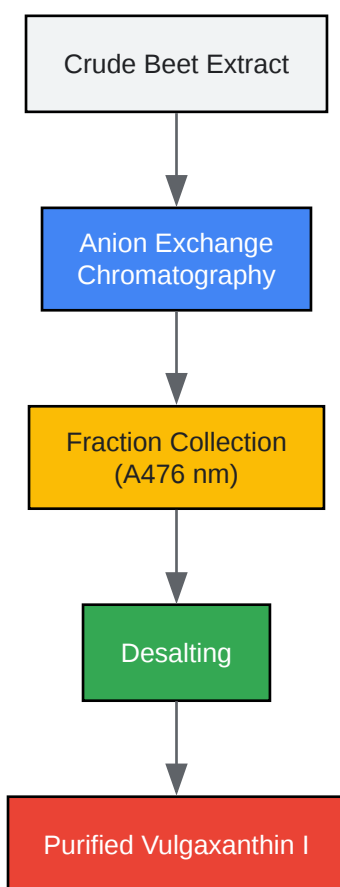 Crude Beet Extract
Anion Exchange
Chromatography
Fraction Collection
(A476 nm)
Desalting
Purified Vulgaxanthin I